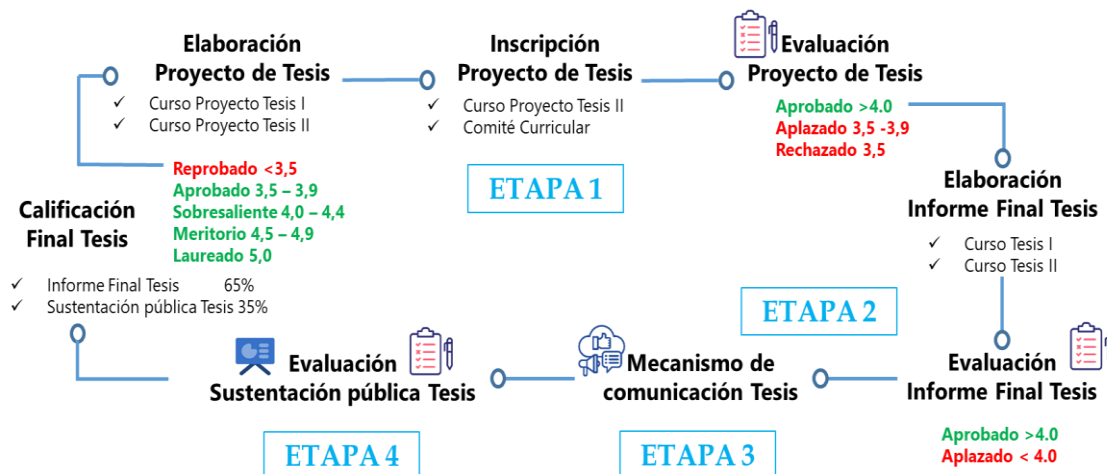 Elaboración
Proyecto de Tesis
✓ Curso Proyecto Tesis I
✓ Curso Proyecto Tesis II
Inscripción
Proyecto de Tesis
✓ Curso Proyecto Tesis II
✓ Comité Curricular
Evaluación
Proyecto de Tesis
Aprobado >4.0
Aplazado 3,5 -3,9
Rechazado 3,5
ETAPA 1
Elaboración
Informe Final Tesis
✓ Curso Tesis I
✓ Curso Tesis II
ETAPA 2
Evaluación
Informe Final Tesis
Aprobado >4.0
Aplazado < 4.0
Mecanismo de
comunicación Tesis
ETAPA 3
Evaluación
Sustentación pública Tesis
ETAPA 4
Calificación
Final Tesis
✓ Informe Final Tesis 65%
✓ Sustentación pública Tesis 35%
Reprobado <3,5
Aprobado 3,5 – 3,9
Sobresaliente 4,0 – 4,4
Meritorio 4,5 – 4,9
Laureado 5,0